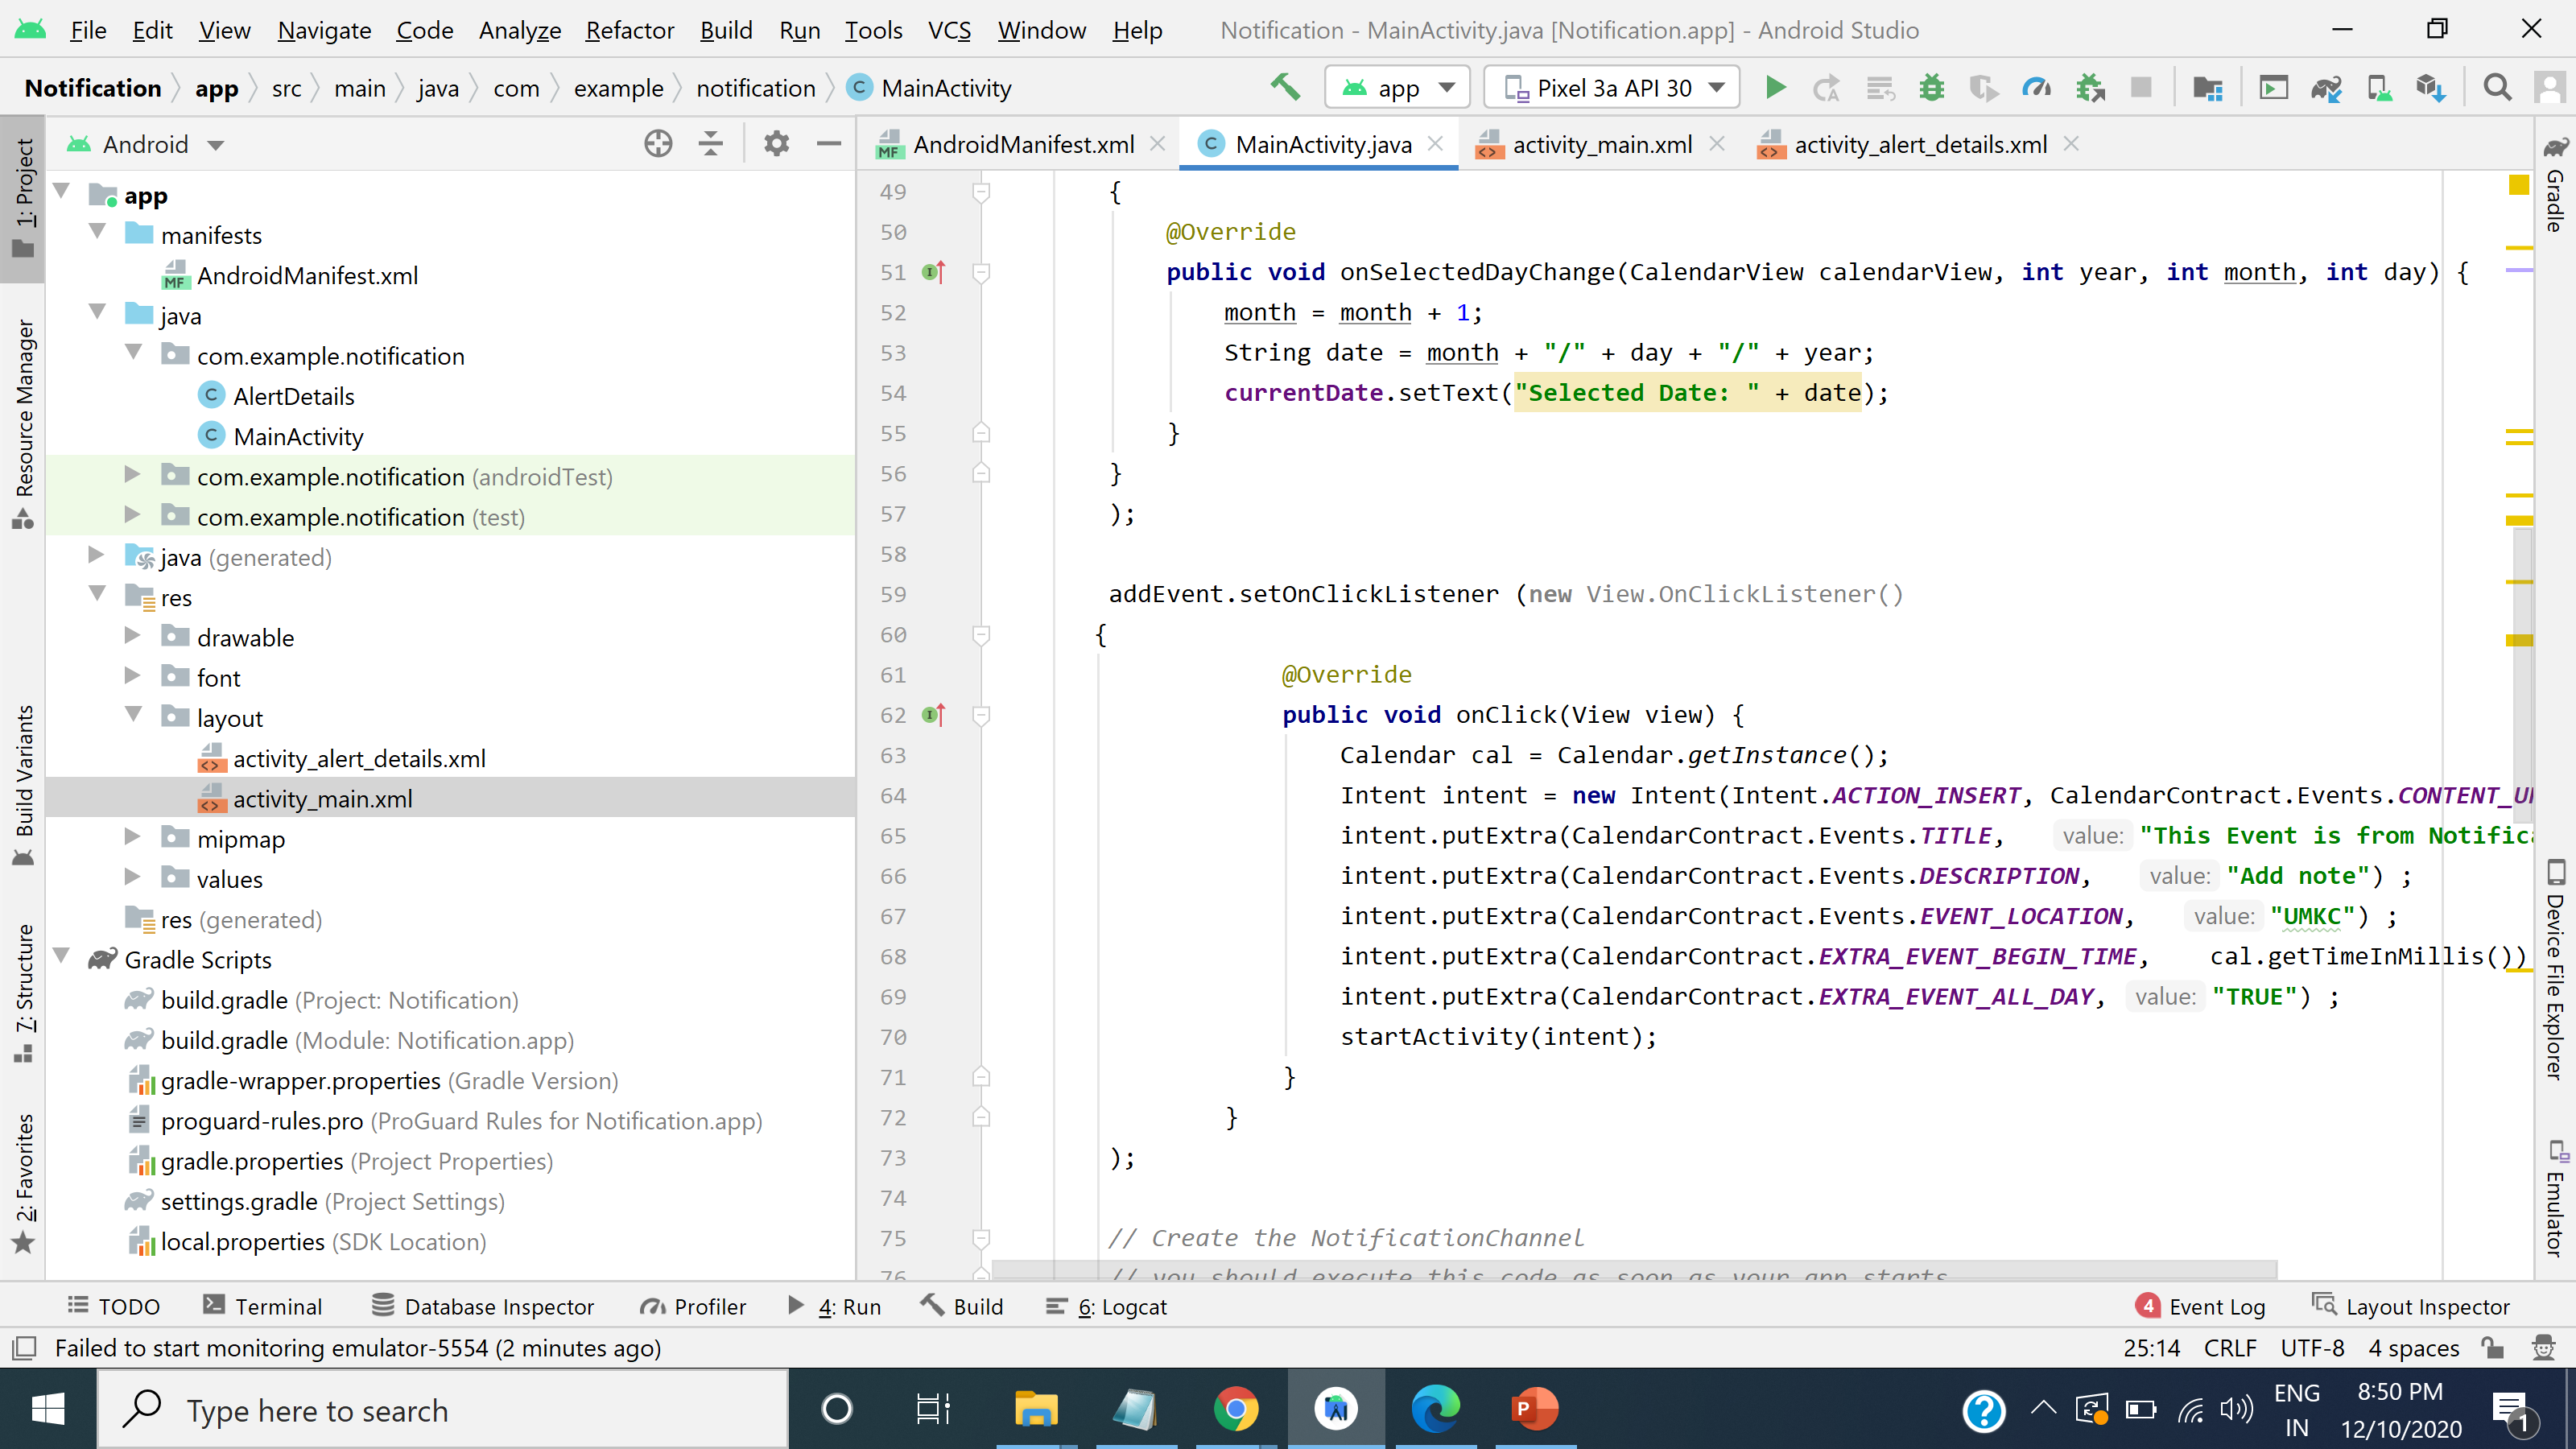 File Edit View Navigate Code Analyze Refactor Build Run Tools VCS Window Help Notification - MainActivity.java [Notification.app] - Android Studio
Notification app src main java com example notification C MainActivity app Pixel 3a API 30
1: Project
Resource Manager
Build Variants
7: Structure
2: Favorites
Android
app
manifests
MF AndroidManifest.xml
java
com.example.notification
C AlertDetails
C MainActivity
com.example.notification (androidTest)
com.example.notification (test)
java (generated)
res
drawable
font
layout
activity_alert_details.xml
activity_main.xml
mipmap
values
res (generated)
Gradle Scripts
build.gradle (Project: Notification)
build.gradle (Module: Notification.app)
gradle-wrapper.properties (Gradle Version)
proguard-rules.pro (ProGuard Rules for Notification.app)
gradle.properties (Project Properties)
settings.gradle (Project Settings)
local.properties (SDK Location)
MF AndroidManifest.xml C MainActivity.java activity_main.xml activity_alert_details.xml
49 {
50 @Override
51 public void onSelectedDayChange(CalendarView calendarView, int year, int month, int day) {
52 month = month + 1;
53 String date = month + "/" + day + "/" + year;
54 currentDate.setText("Selected Date: " + date);
55 }
56 }
57 );
58
59 addEvent.setOnClickListener (new View.OnClickListener()
60 {
61 @Override
62 public void onClick(View view) {
63 Calendar cal = Calendar.getInstance();
64 Intent intent = new Intent(Intent.ACTION_INSERT, CalendarContract.Events.CONTENT_U
65 intent.putExtra(CalendarContract.Events.TITLE, value: "This Event is from Notific
66 intent.putExtra(CalendarContract.Events.DESCRIPTION, value: "Add note") ;
67 intent.putExtra(CalendarContract.Events.EVENT_LOCATION, value: "UMKC") ;
68 intent.putExtra(CalendarContract.EXTRA_EVENT_BEGIN_TIME, cal.getTimeInMillis())
69 intent.putExtra(CalendarContract.EXTRA_EVENT_ALL_DAY, value: "TRUE") ;
70 startActivity(intent);
71 }
72 }
73 );
74
75 // Create the NotificationChannel
76 // you should execute this code as soon as your app starts
Gradle
Device File Explorer
Emulator
TODO Terminal Database Inspector Profiler 4: Run Build 6: Logcat 4 Event Log Layout Inspector
Failed to start monitoring emulator-5554 (2 minutes ago) 25:14 CRLF UTF-8 4 spaces
Type here to search
ENG
IN
8:50 PM
12/10/2020
1